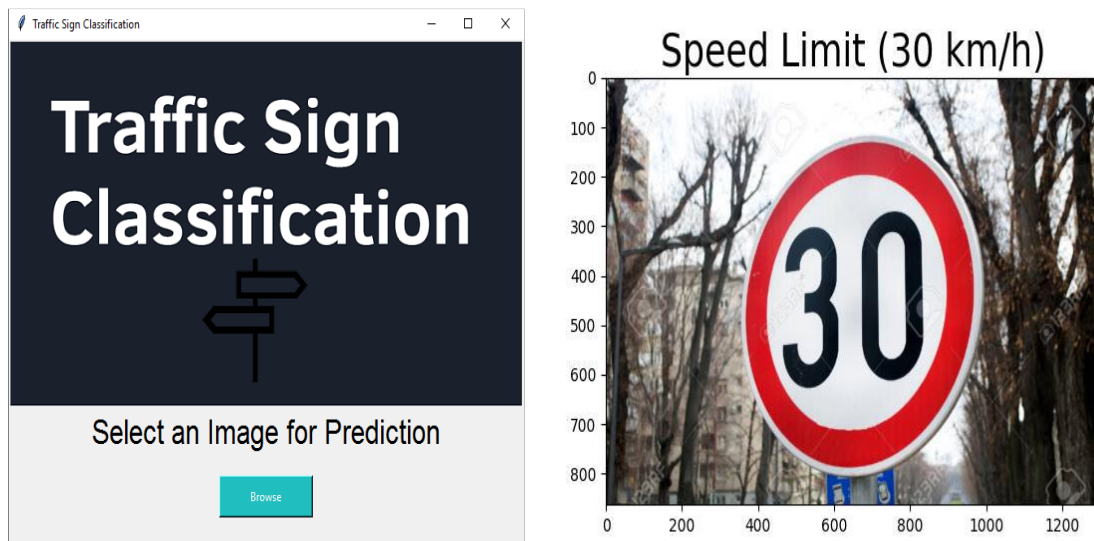 Traffic Sign Classification
Traffic Sign
Classification
Select an Image for Prediction
Browse
Speed Limit (30 km/h)
0
100
200
300
400
500
600
700
800
30
0
200
400
600
800
1000
1200